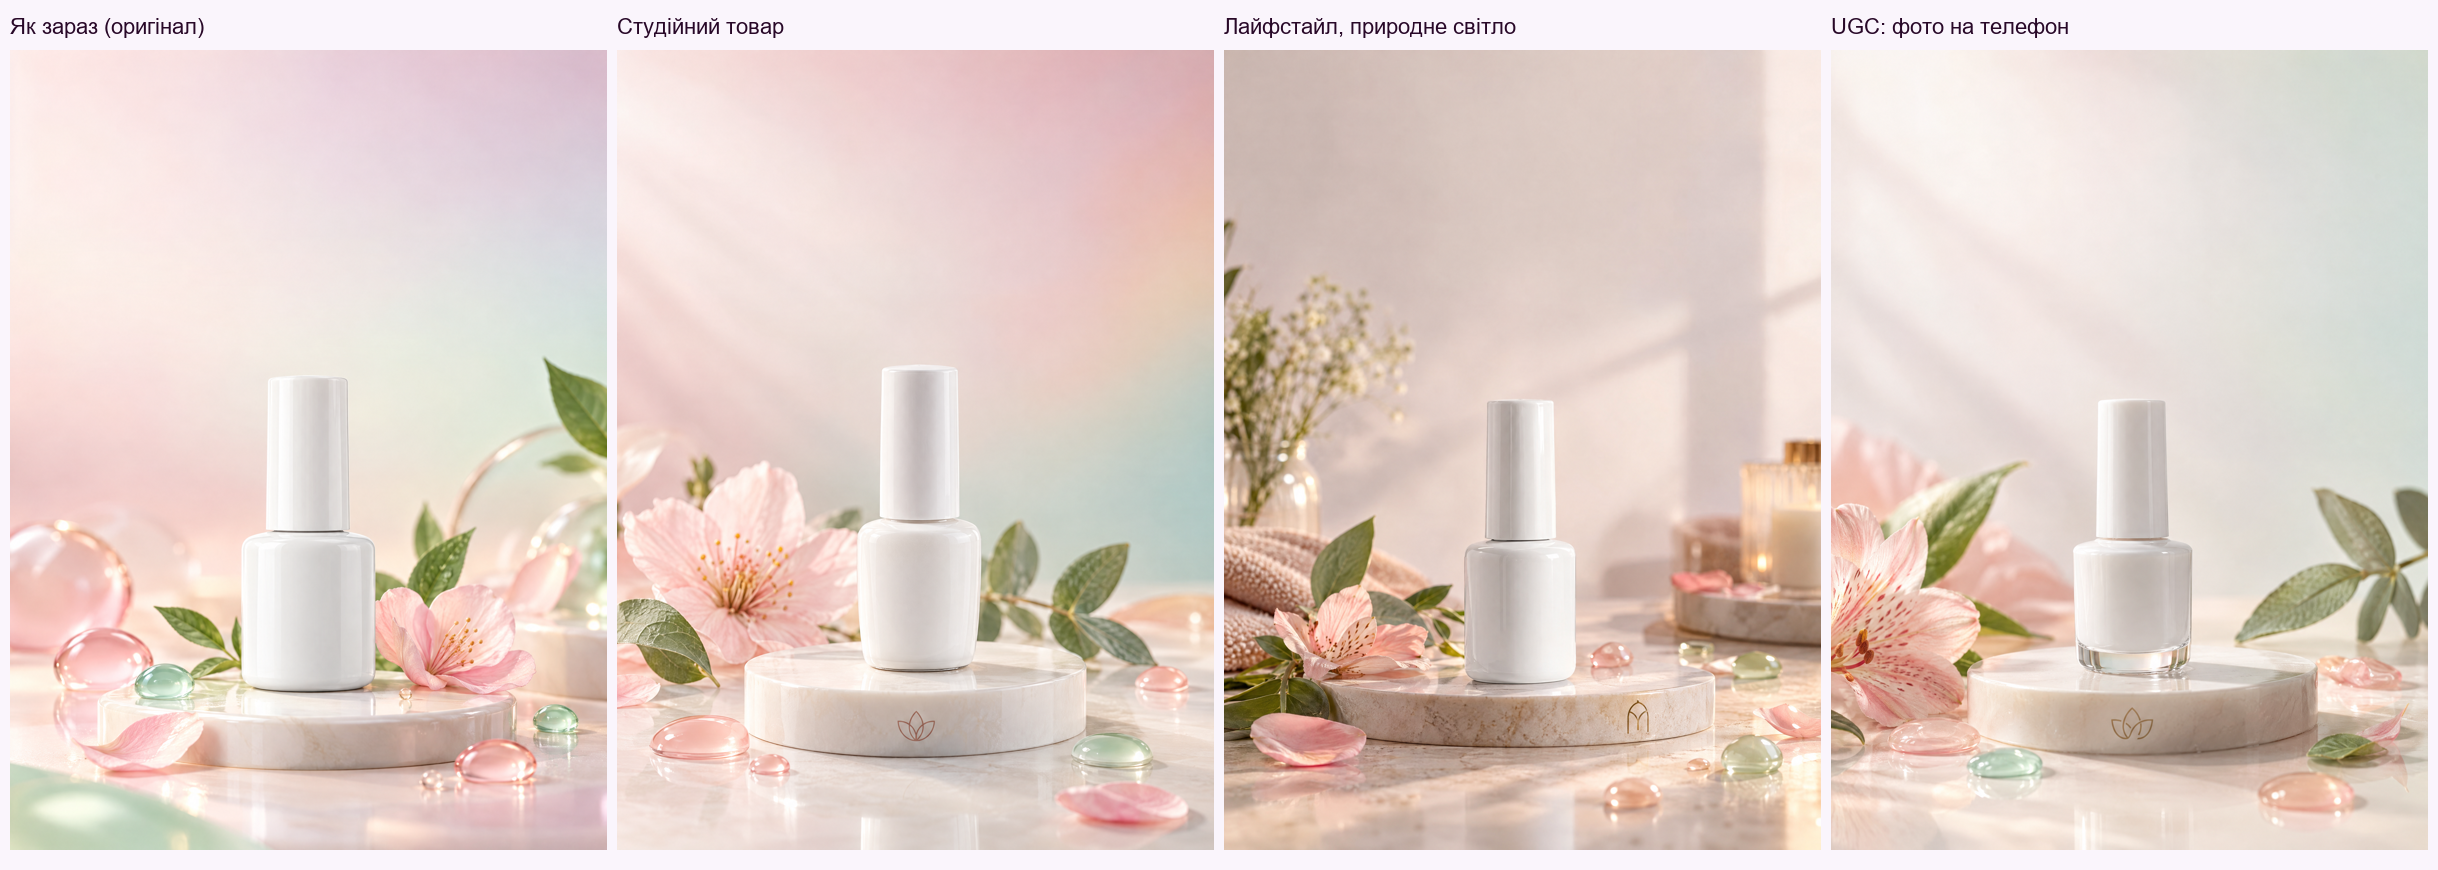 Як зараз (оригінал)
Студійний товар
Лайфстайл, природне світло
UGC: фото на телефон